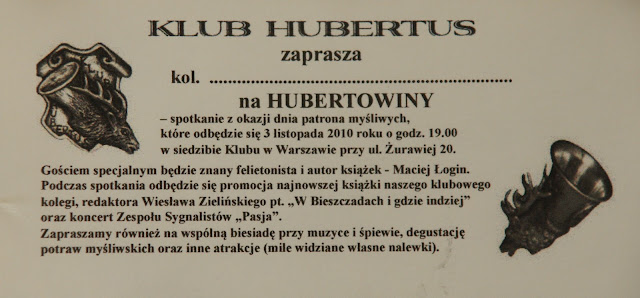 KLUB HUBERTUS
zaprasza
kol. ..............................................................
na HUBERTOWINY
– spotkanie z okazji dnia patrona myśliwych,
które odbędzie się 3 listopada 2010 roku o godz. 19.00
w siedzibie Klubu w Warszawie przy ul. Żurawiej 20.
Gościem specjalnym będzie znany felietonista i autor książek - Maciej Łogin.
Podczas spotkania odbędzie się promocja najnowszej książki naszego klubowego
kolegi, redaktora Wiesława Zielińskiego pt. „W Bieszczadach i gdzie indziej”
oraz koncert Zespołu Sygnalistów „Pasja”.
Zapraszamy również na wspólną biesiadę przy muzyce i śpiewie, degustację
potraw myśliwskich oraz inne atrakcje (mile widziane własne nalewki).
KLUB
HUBERTUS